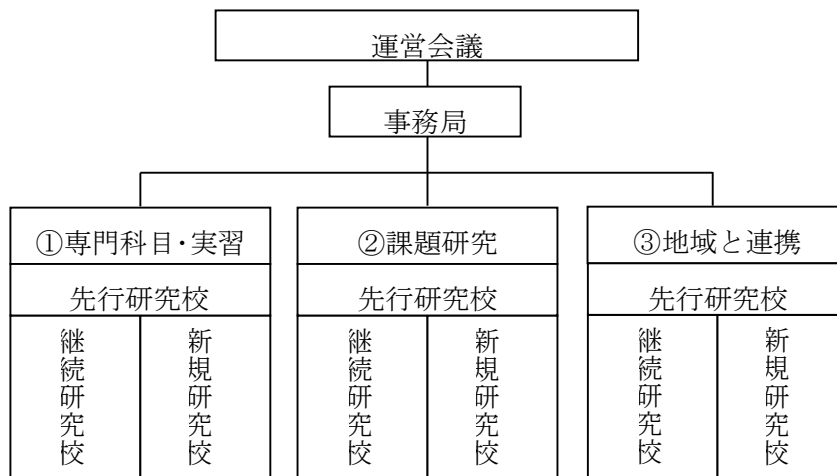 運営会議
事務局
①専門科目・実習
先行研究校
継続研究校
新規研究校
②課題研究
先行研究校
継続研究校
新規研究校
③地域と連携
先行研究校
継続研究校
新規研究校